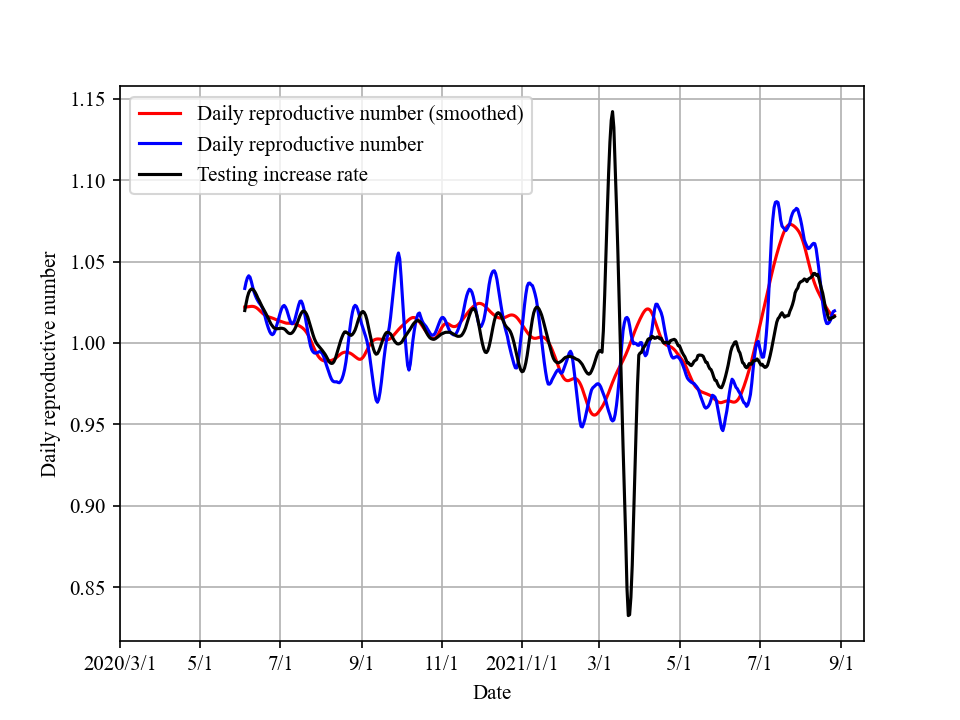 Daily reproductive number (smoothed)
Daily reproductive number
Testing increase rate
Daily reproductive number
1.15
1.10
1.05
1.00
0.95
0.90
0.85
2020/3/1 5/1 7/1 9/1 11/1 2021/1/1 3/1 5/1 7/1 9/1
Date